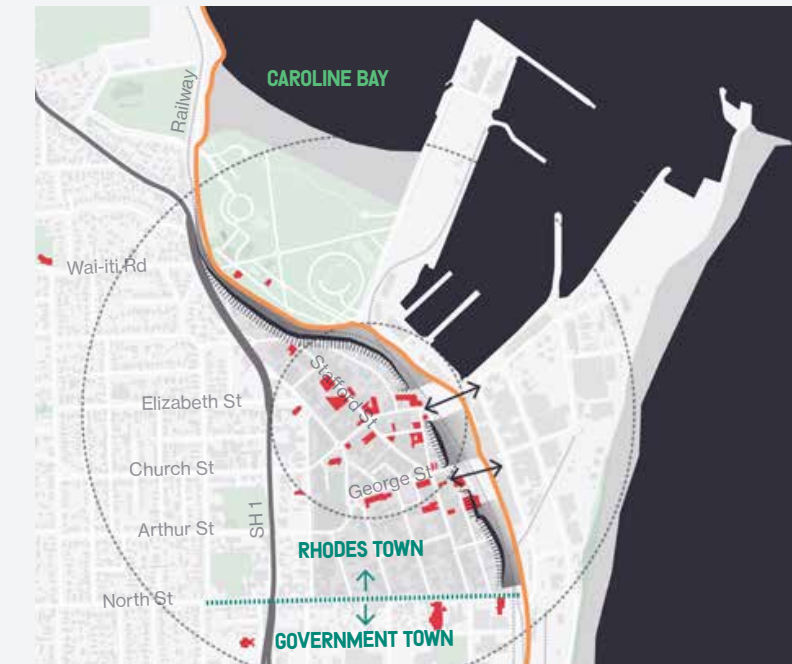 CAROLINE BAY
Railway
Wai-iti Rd
Stafford St
Elizabeth St
Church St
George St
SH 1
Arthur St
RHODES TOWN
North St
GOVERNMENT TOWN